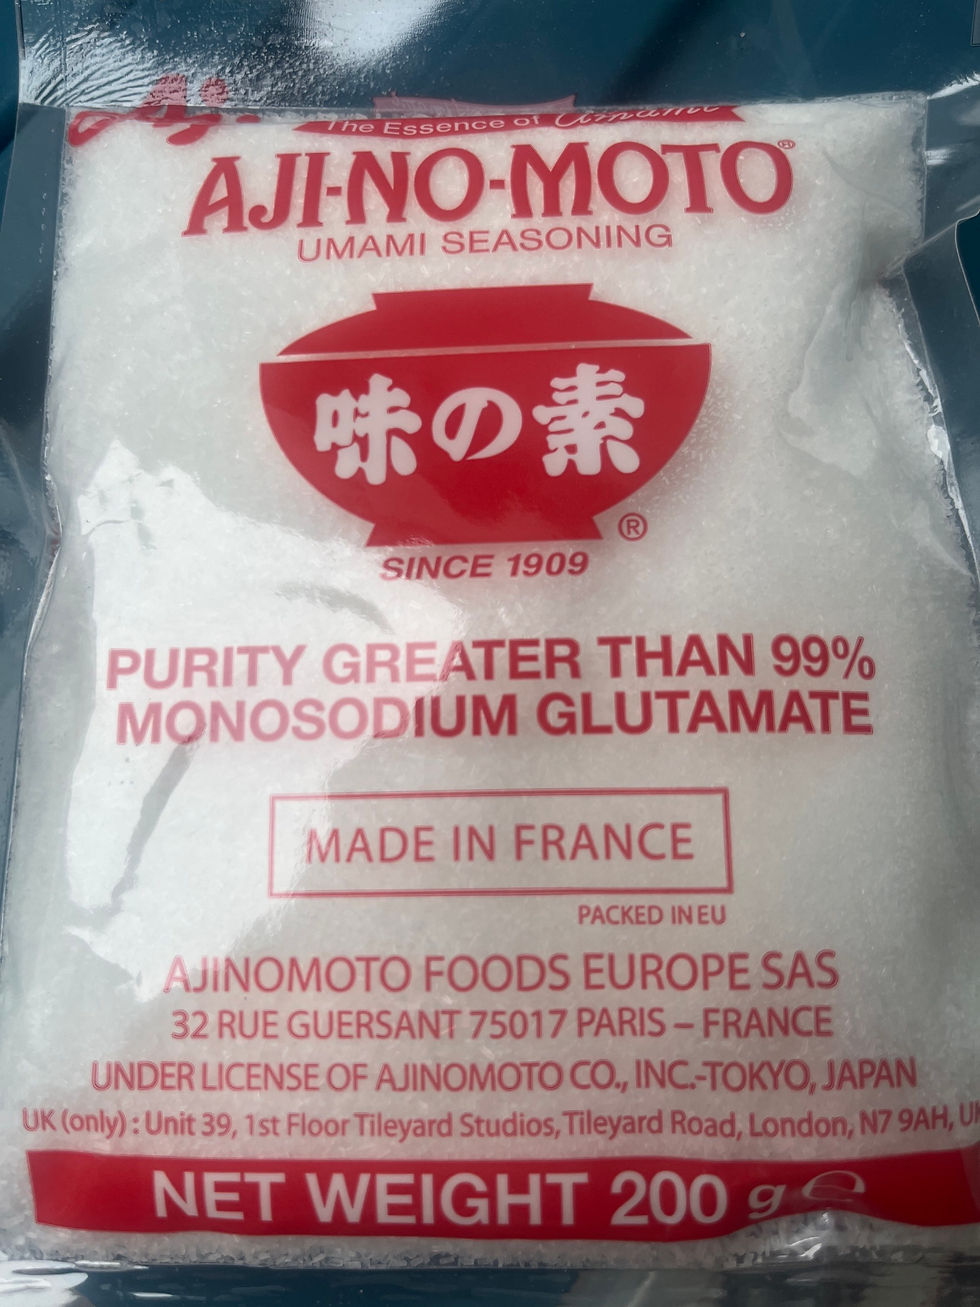 Aji.
The Essence of Umami
AJI-NO-MOTO®
UMAMI SEASONING
味の素
®
SINCE 1909
PURITY GREATER THAN 99%
MONOSODIUM GLUTAMATE
MADE IN FRANCE
PACKED IN EU
AJINOMOTO FOODS EUROPE SAS
32 RUE GUERSANT 75017 PARIS – FRANCE
UNDER LICENSE OF AJINOMOTO CO., INC.-TOKYO, JAPAN
UK (only) : Unit 39, 1st Floor Tileyard Studios, Tileyard Road, London, N7 9AH,
NET WEIGHT 200 g ℮